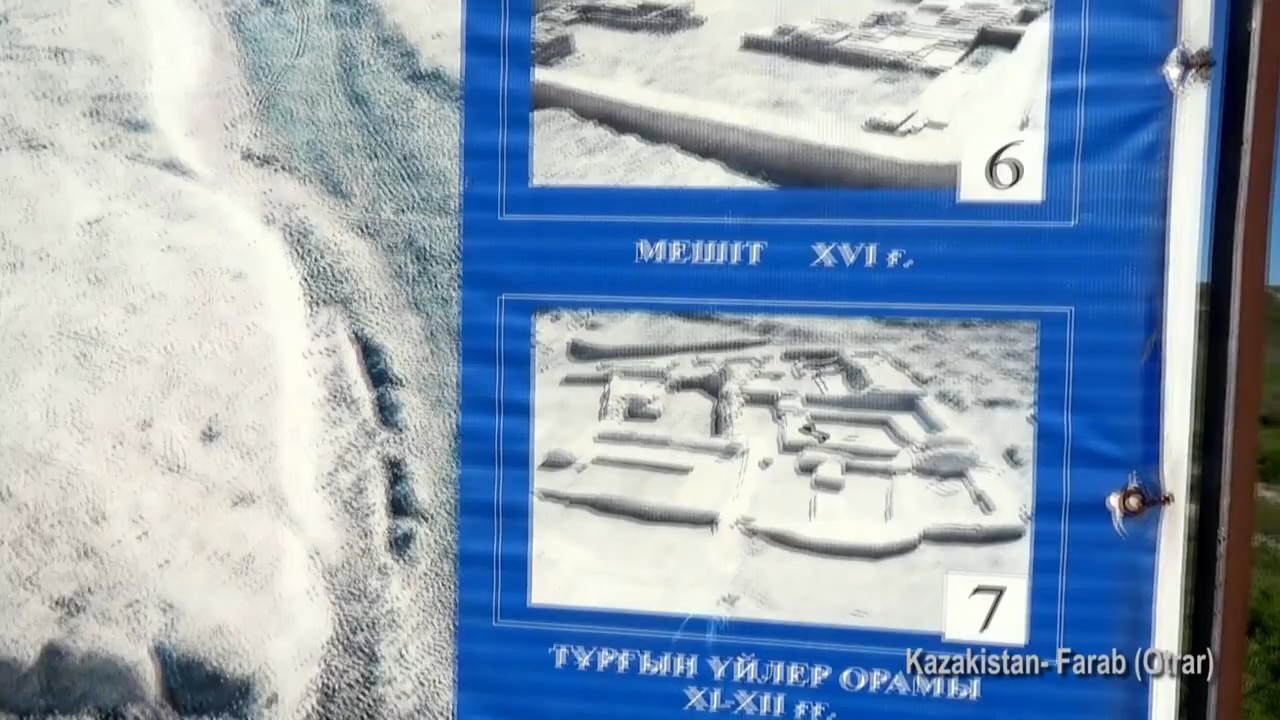 6
МЕШІТ XVI ғ.
7
ТҰРҒЫН ҮЙЛЕР ОРАМЫ
XI-XII ғғ.
Kazakistan- Farab (Otrar)